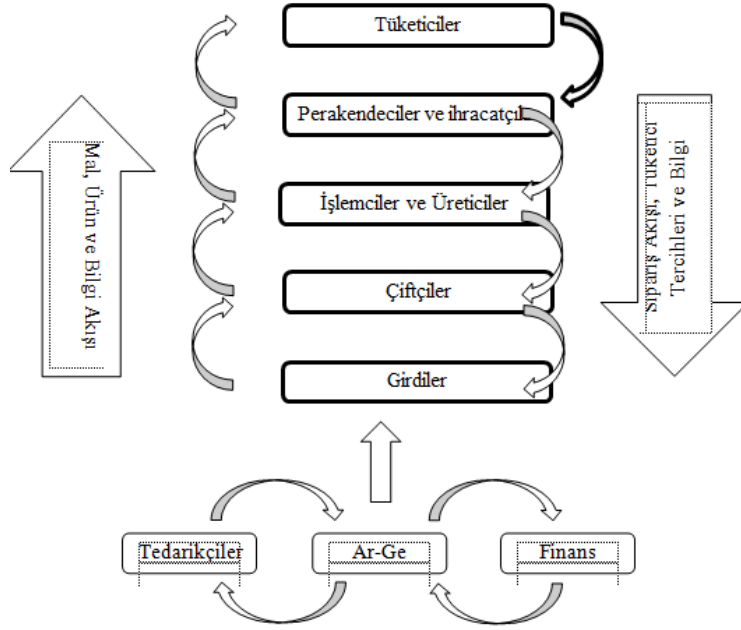 Tüketiciler
Perakendeciler ve ihracatçıl
İşlemciler ve Üreticiler
Çiftçiler
Girdiler
Mal, Ürün ve Bilgi Akışı
Sipariş Akışı, Tüketici
Tercihleri ve Bilgi
Tedarikçiler
Ar-Ge
Finans